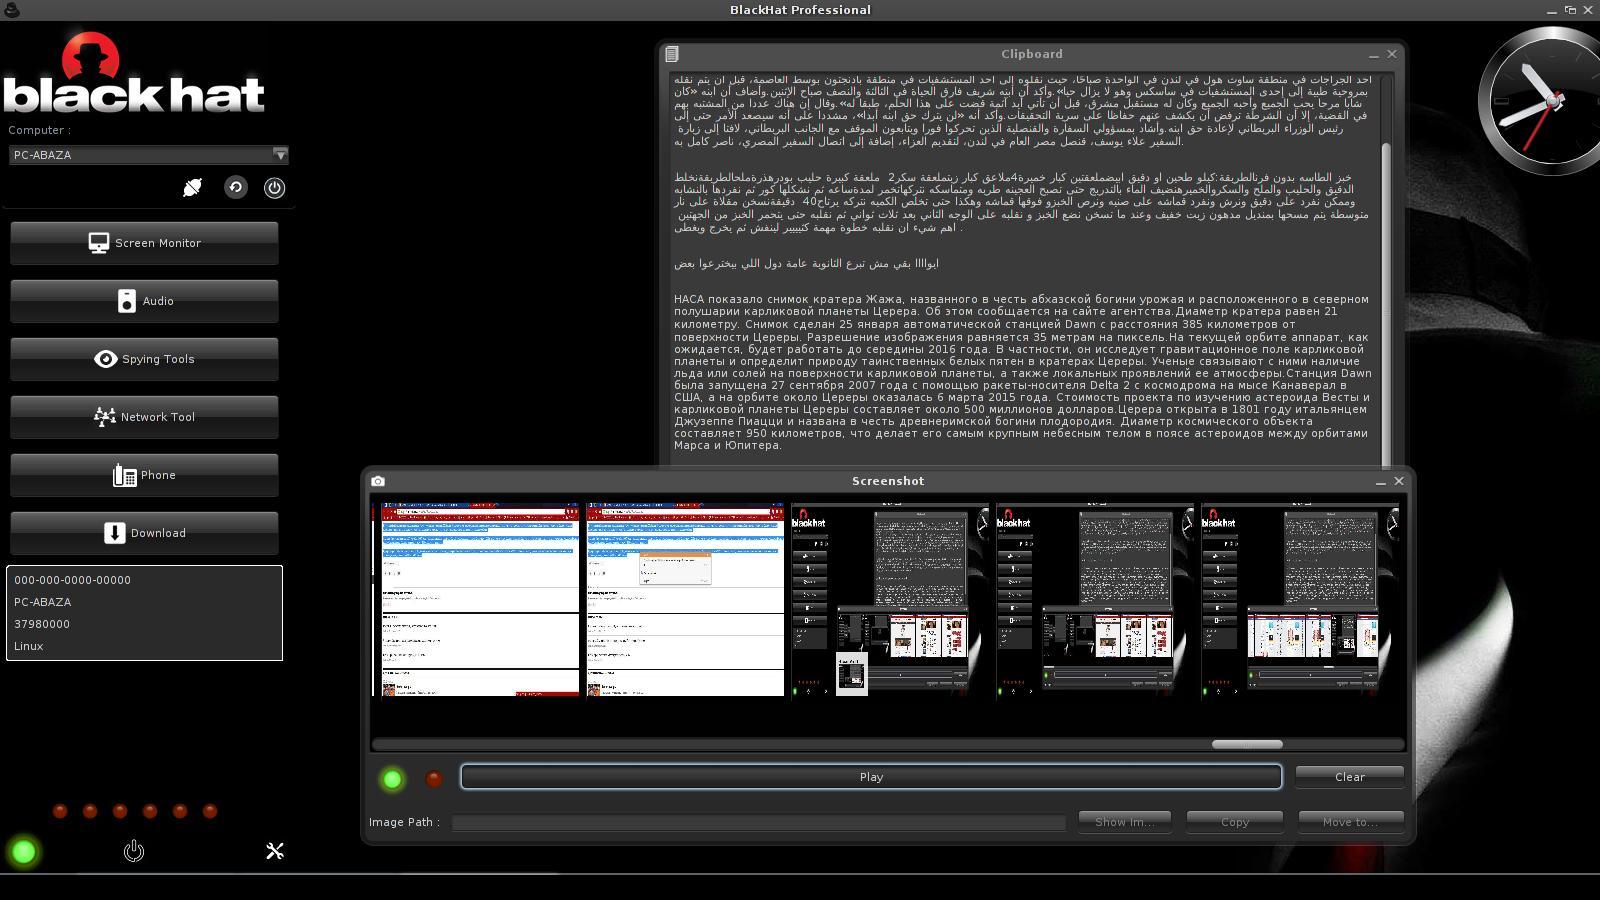 BlackHat Professional
black hat
Computer :
PC-ABAZA
Screen Monitor
Audio
Spying Tools
Network Tool
Phone
Download
000-000-0000-00000
PC-ABAZA
37980000
Linux
Clipboard
احد الجراجات في منطقة ساوث هول في لندن في الواحدة صباحًا، حيث نقلوه إلى احد المستشفيات في منطقة بادنجتون بوسط العاصمة، قبل ان يتم نقله
بمروحية طبية إلى إحدى المستشفيات في ساسكس وهو لا يزال حيا».وأكد أن أبنه شريف فارق الحياة في الثالثة والنصف صباح الإثنين.وأضاف أن ابنه «كان
شابا مرحا يحب الجميع وأحبه الجميع وكان له مستقبل مشرق، قبل أن تأتي أيد آثمة قضت على هذا الحلم، طبقا له».وقال إن هناك عددا من المشتبه بهم
في القضية، إلا أن الشرطة ترفض أن يكشف عنهم حفاظا على سرية التحقيقات.وأكد أنه «لن يترك حق ابنه أبدا»، مشددا على أنه سيصعد الأمر حتى إلى
رئيس الوزراء البريطاني لإعادة حق ابنه.وأشاد بمسؤولي السفارة والقنصلية الذين تحركوا فورا ويتابعون الموقف مع الجانب البريطاني، لافتا إلى زيارة
السفير علاء يوسف، قنصل مصر العام في لندن، لتقديم العزاء، إضافة إلى اتصال السفير المصري، ناصر كامل به.
خبز الطاسه بدون فرنالطريقة:كيلو طحين او دقيق ابيضملعقتين كبار خميرة4ملاعق كبار زيتملعقة سكر2 ملعقة كبيرة حليب بودرهذرةملحالطريقةنخلط
الدقيق والحليب والملح والسكروالخميرهنضيف الماء بالتدريج حتى تصبح العجينه طريه ومتماسكه نتركهاتخمر لمدةساعه ثم نشكلها كور ثم نفردها بالنشابه
وممكن نفرد على دقيق ونرش ونفرد قماشه على صنيه ونرص الخبزو فوقها قماشه وهكذا حتى تخلص الكميه نتركه يرتاح40 دقيقةنسخن مقلاة على نار
متوسطة يتم مسحها بمنديل مدهون زيت خفيف وعند ما تسخن نضع الخبز و نقلبه على الوجه الثاني بعد ثلاث ثواني ثم نقلبه حتى يتحمر الخبز من الجهتين
اهم شيء ان نقلبه خطوة مهمة كثيييير لينفش ثم يخرج ويغطى .
ايواااا بقي مش تبرع الثانوية عامة دول اللي بيخترعوا بعض
НАСА показало снимок кратера Жажа, названного в честь абхазской богини урожая и расположенного в северном
полушарии карликовой планеты Церера. Об этом сообщается на сайте агентства.Диаметр кратера равен 21
километру. Снимок сделан 25 января автоматической станцией Dawn с расстояния 385 километров от
поверхности Цереры. Разрешение изображения равняется 35 метрам на пиксель.На текущей орбите аппарат, как
ожидается, будет работать до середины 2016 года. В частности, он исследует гравитационное поле карликовой
планеты и определит природу таинственных белых пятен в кратерах Цереры. Ученые связывают с ними наличие
льда или солей на поверхности карликовой планеты, а также локальных проявлений ее атмосферы.Станция Dawn
была запущена 27 сентября 2007 года с помощью ракеты-носителя Delta 2 с космодрома на мысе Канаверал в
США, а на орбите около Цереры оказалась 6 марта 2015 года. Стоимость проекта по изучению астероида Весты и
карликовой планеты Цереры составляет около 500 миллионов долларов.Церера открыта в 1801 году итальянцем
Джузеппе Пиацци и названа в честь древнеримской богини плодородия. Диаметр космического объекта
составляет 950 километров, что делает его самым крупным небесным телом в поясе астероидов между орбитами
Марса и Юпитера.
Screenshot
black hat
black hat
black hat
Play
Clear
Image Path :
Show Im...
Copy
Move to...